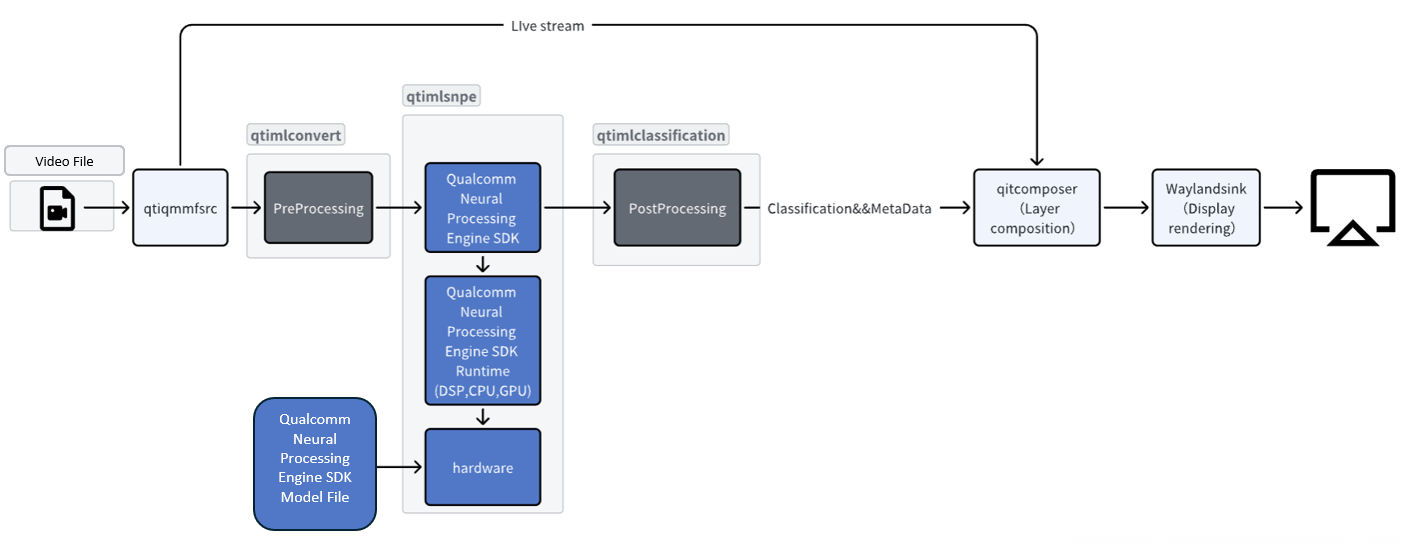 LIve stream
qtimlsnpe
qtimlconvert
qtimlclassification
Video File
qtiqmmfsrc
PreProcessing
Qualcomm
Neural
Processing
Engine SDK
PostProcessing
Classification&&MetaData
qitcomposer
（Layer
composition）
Waylandsink
（Display
rendering）
Qualcomm
Neural
Processing
Engine SDK
Runtime
(DSP,CPU,GPU)
Qualcomm
Neural
Processing
Engine SDK
Model File
hardware